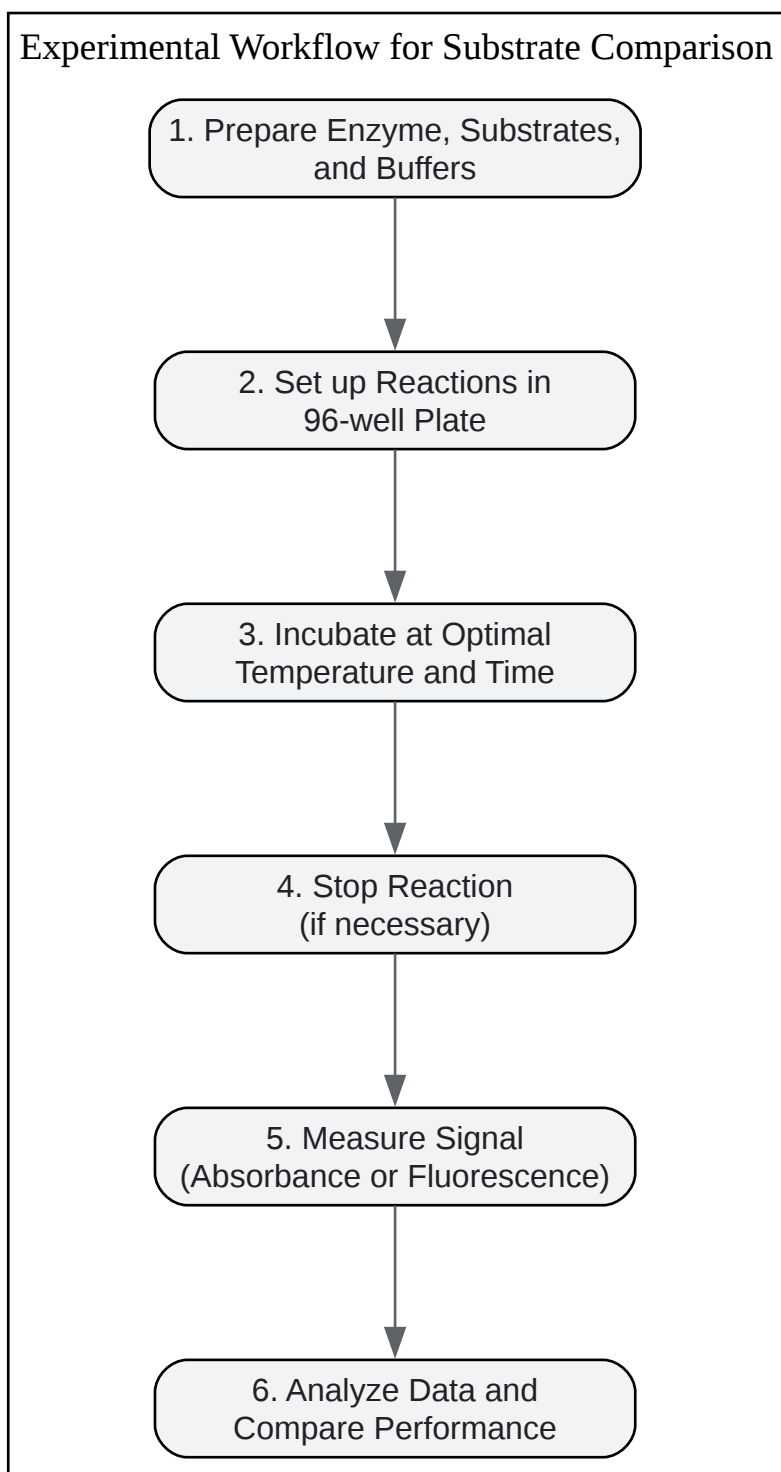 Experimental Workflow for Substrate Comparison
1. Prepare Enzyme, Substrates,
and Buffers
2. Set up Reactions in
96-well Plate
3. Incubate at Optimal
Temperature and Time
4. Stop Reaction
(if necessary)
5. Measure Signal
(Absorbance or Fluorescence)
6. Analyze Data and
Compare Performance